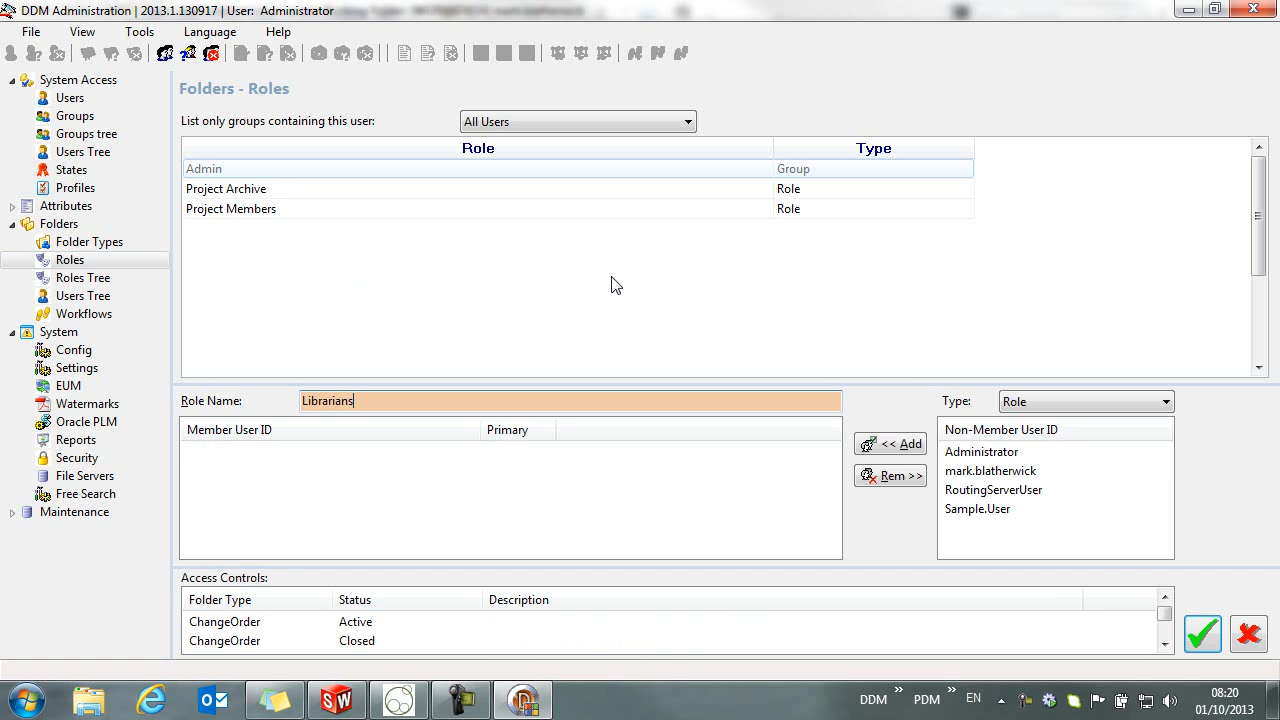 DDM Administration | 2013.1.130917 | User: Administrator
File View Tools Language Help
System Access
Users
Groups
Groups tree
Users Tree
States
Profiles
Attributes
Folders
Folder Types
Roles
Roles Tree
Users Tree
Workflows
System
Config
Settings
EUM
Watermarks
Oracle PLM
Reports
Security
File Servers
Free Search
Maintenance
Folders - Roles
List only groups containing this user: All Users
Role Type
Admin Group
Project Archive Role
Project Members Role
Role Name: Librarians Type: Role
Member User ID Primary
<< Add
Rem >>
Non-Member User ID
Administrator
mark.blatherwick
RoutingServerUser
Sample.User
Access Controls:
Folder Type Status Description
ChangeOrder Active
ChangeOrder Closed
DDM » PDM » EN 08:20
01/10/2013